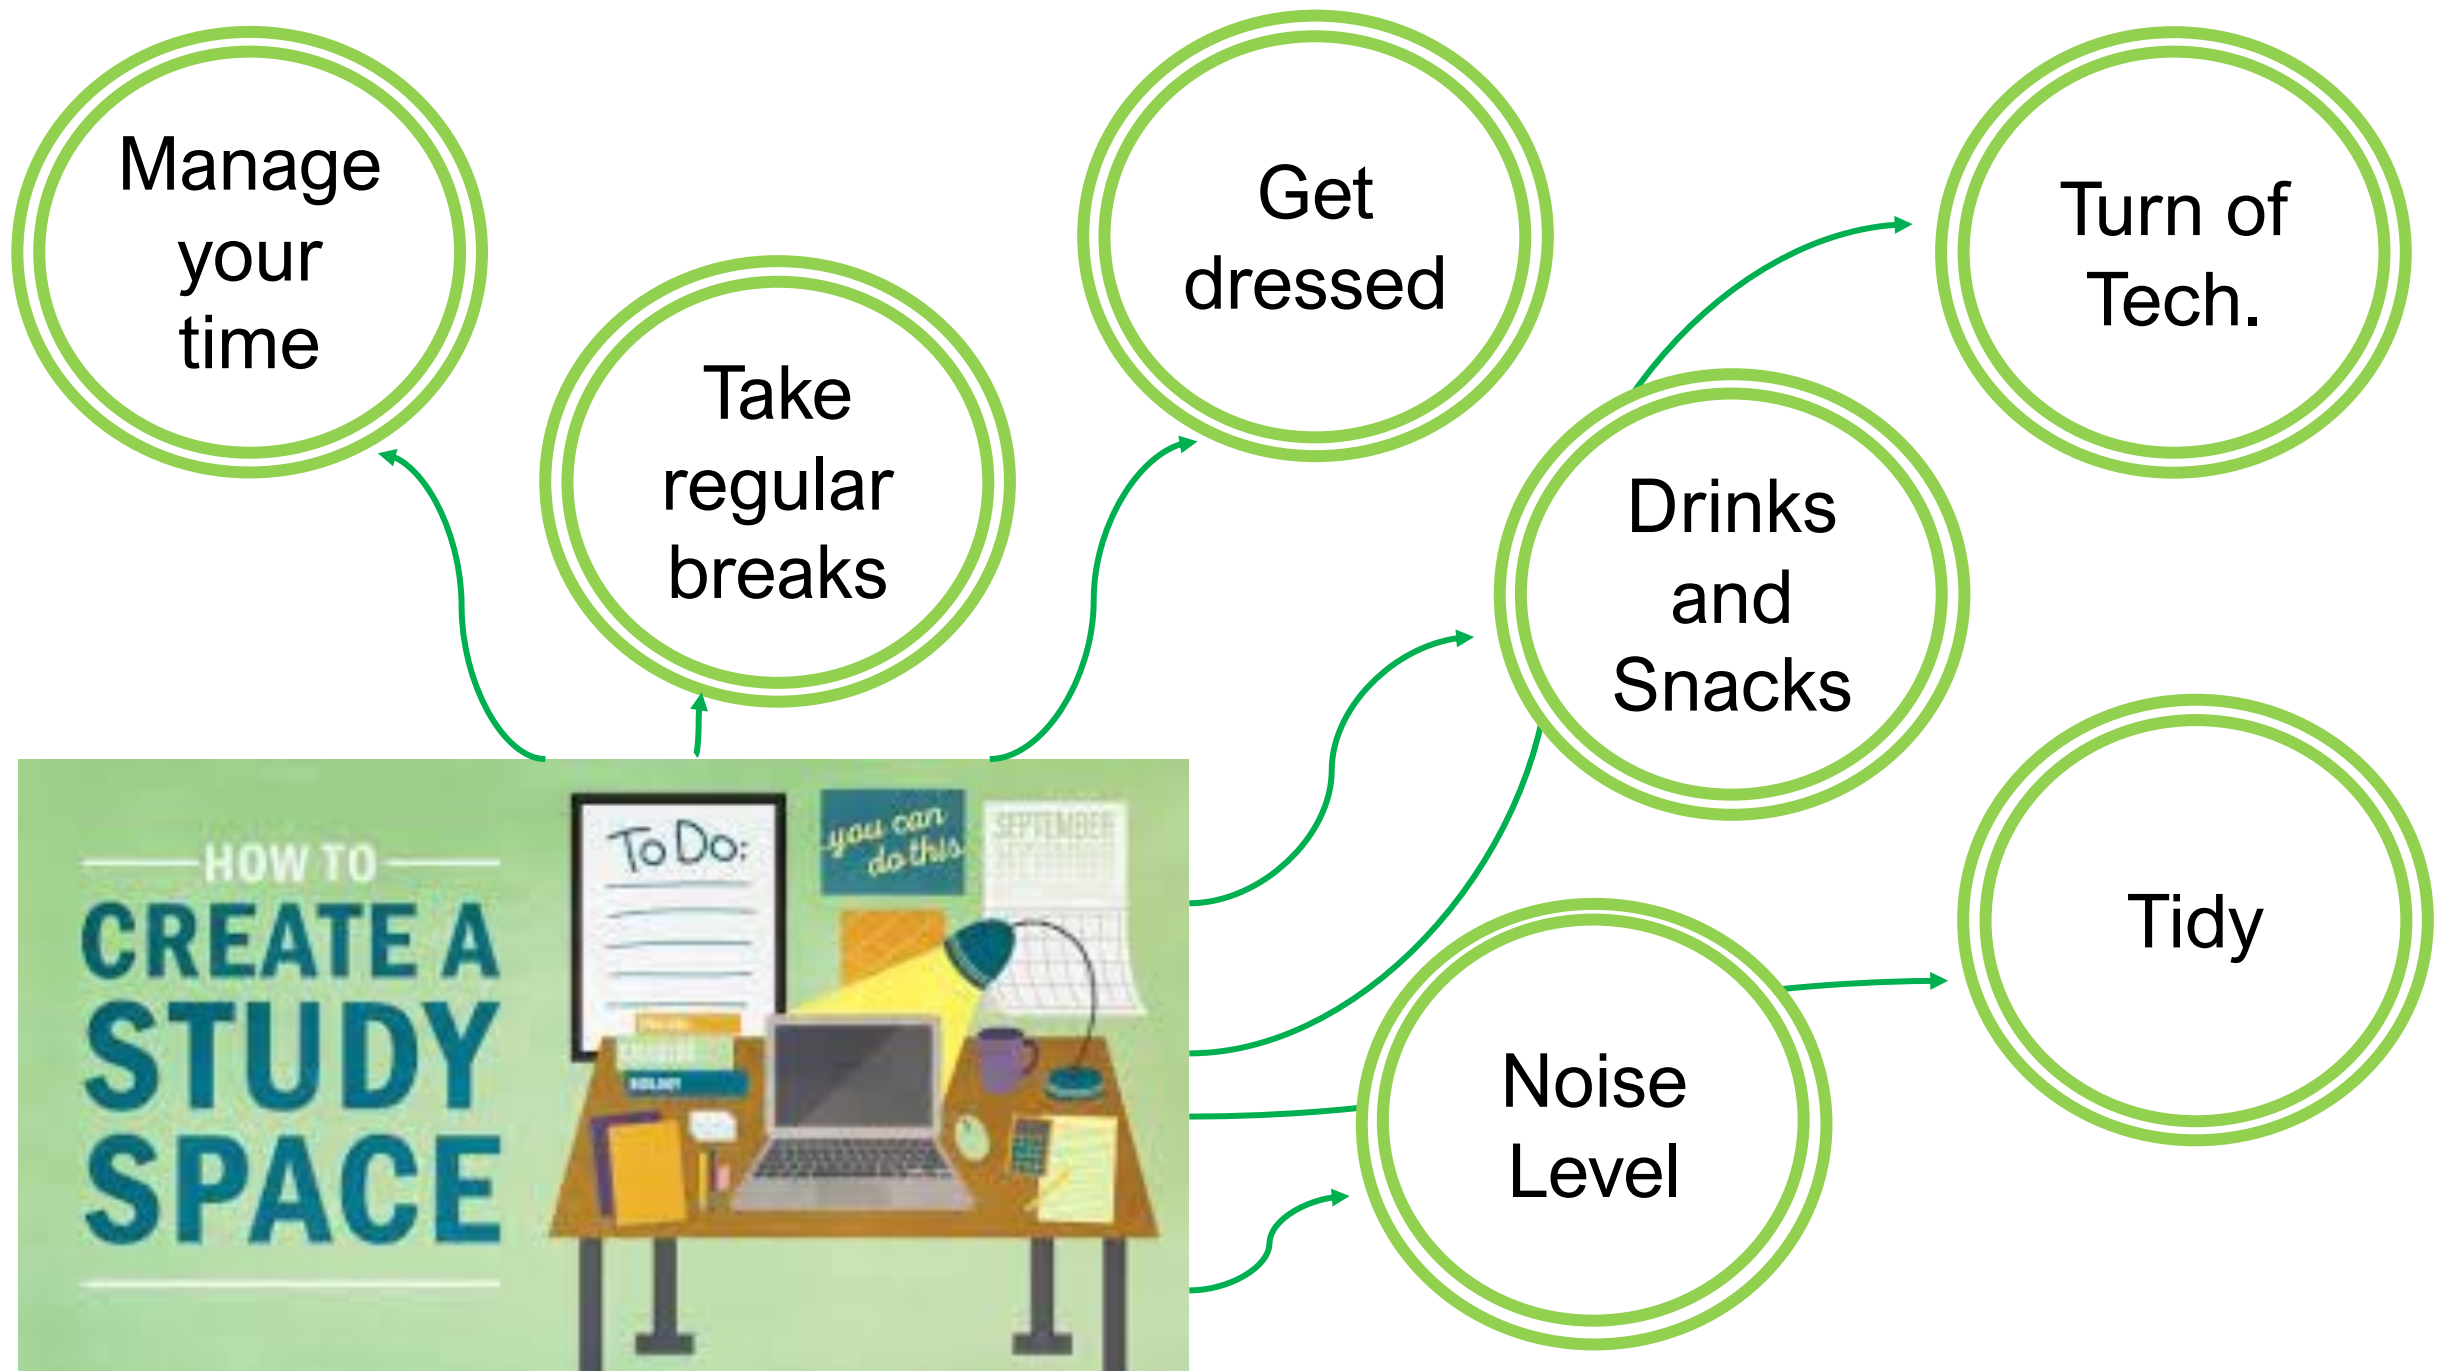 Manage
your
time
Take
regular
breaks
Get
dressed
Turn of
Tech.
Drinks
and
Snacks
Tidy
Noise
Level
HOW TO
CREATE A
STUDY
SPACE
To Do:
you can
do this
SEPTEMBER
BIOLOGY